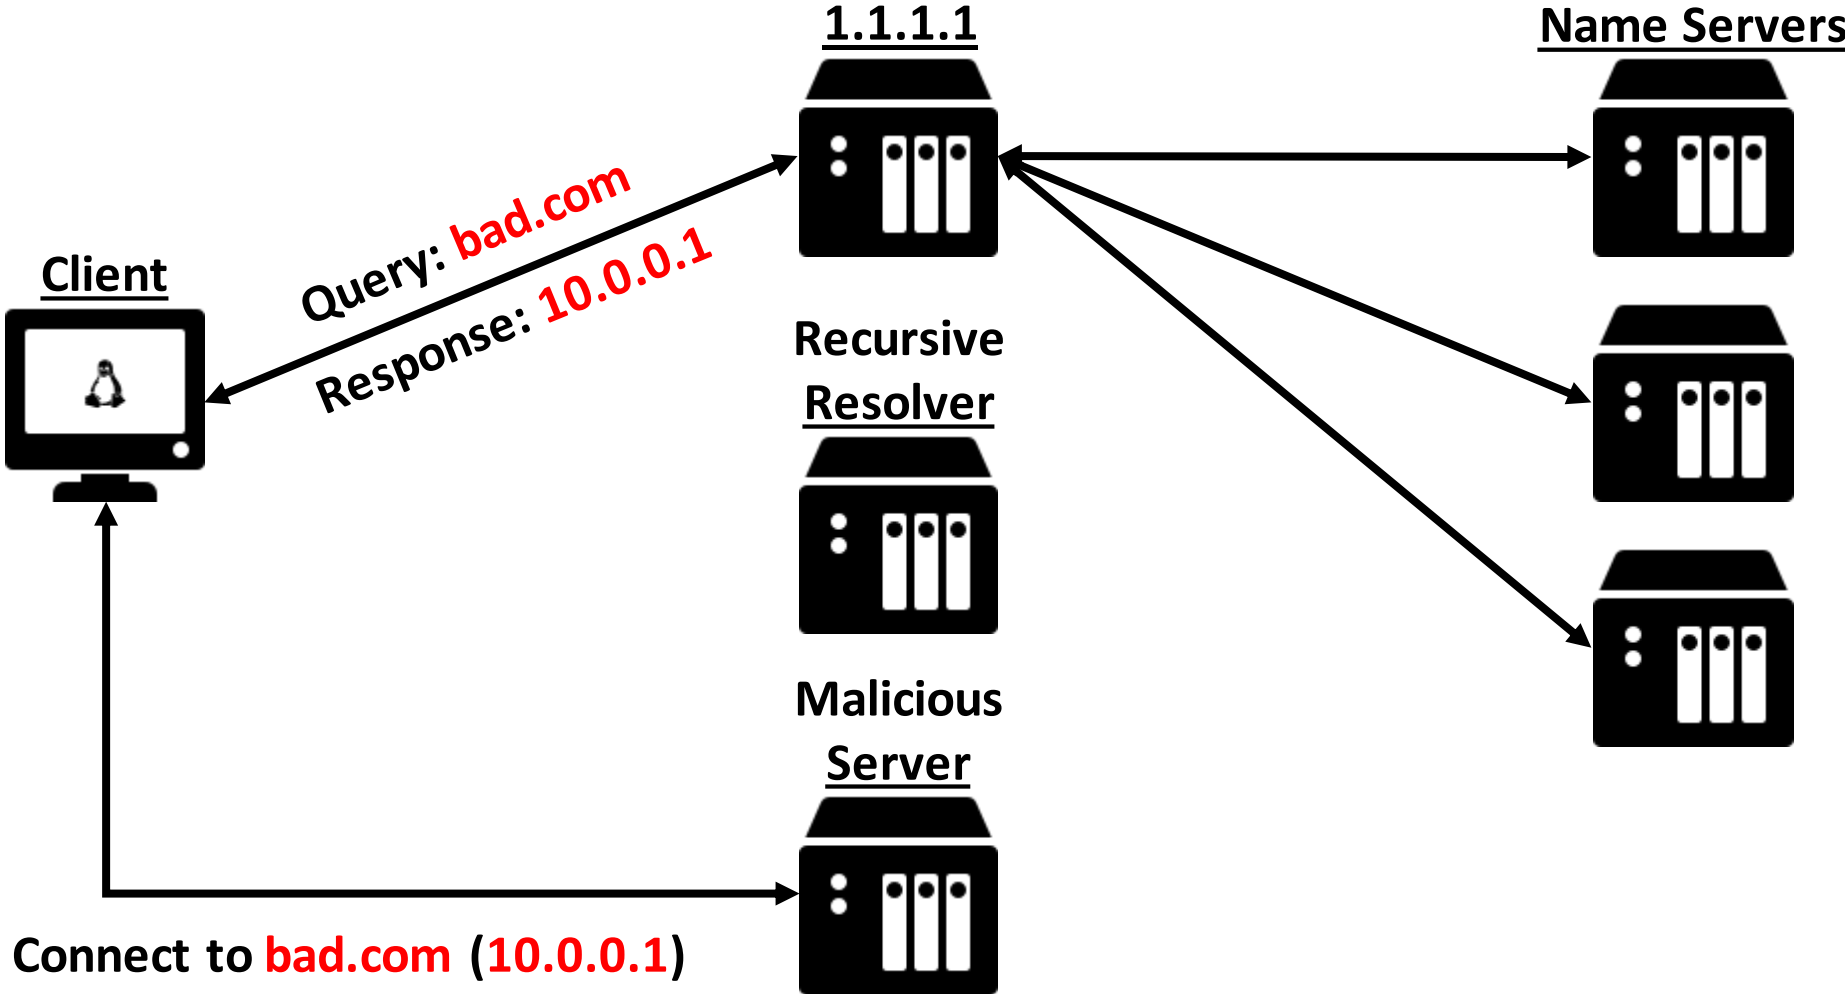 1.1.1.1
Name Servers
Query: bad.com
Response: 10.0.0.1
Client
Recursive
Resolver
Malicious
Server
Connect to bad.com (10.0.0.1)